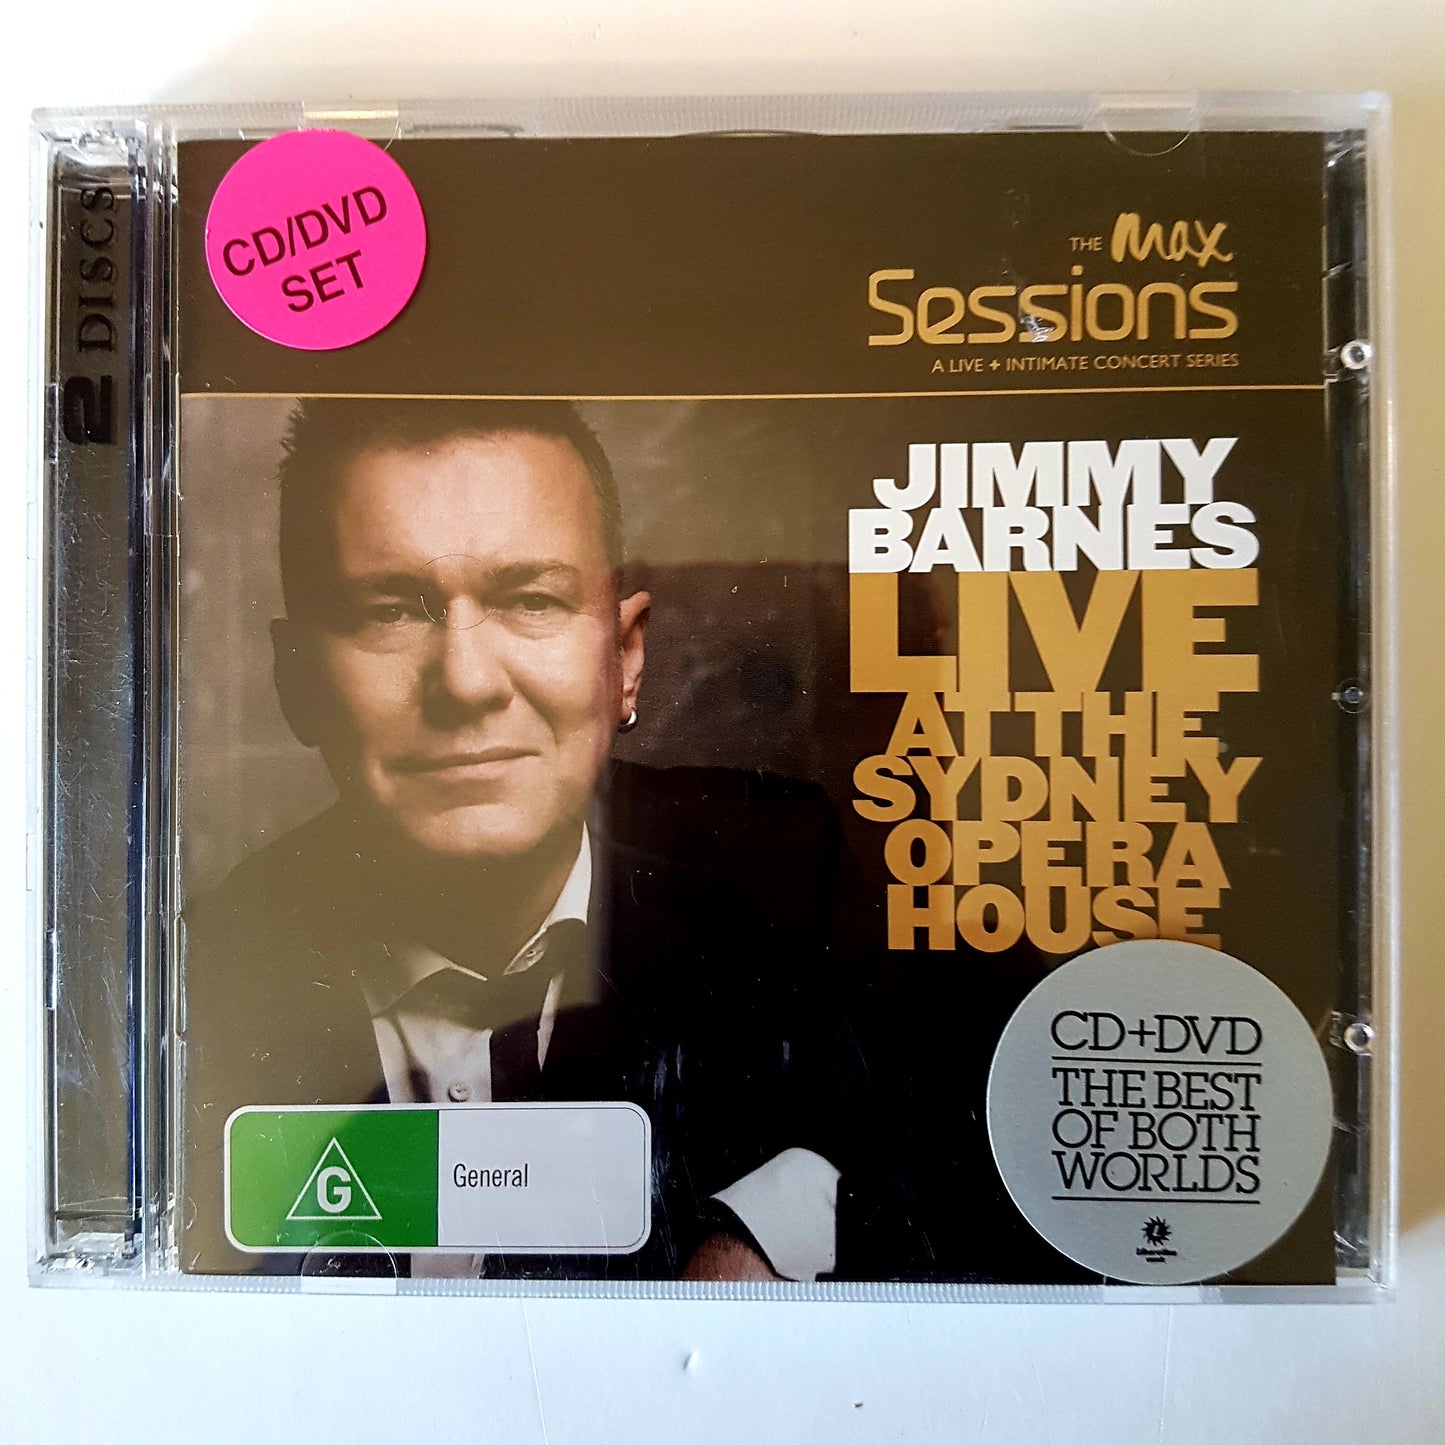 2 DISCS
CD/DVD
SET
THE max
Sessions
A LIVE + INTIMATE CONCERT SERIES
JIMMY
BARNES
LIVE
AT THE
SYDNEY
OPERA
HOUSE
G
General
CD+DVD
THE BEST
OF BOTH
WORLDS
Liberation